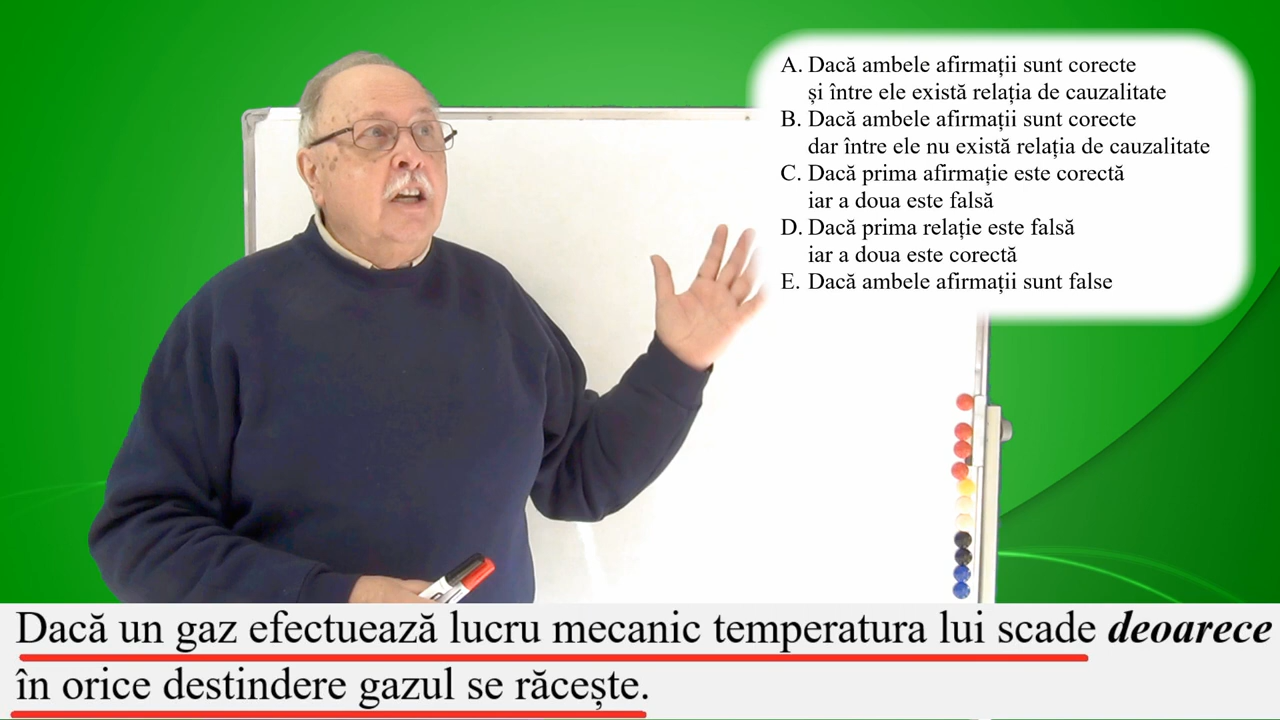 A. Dacă ambele afirmații sunt corecte
și între ele există relația de cauzalitate
B. Dacă ambele afirmații sunt corecte
dar între ele nu există relația de cauzalitate
C. Dacă prima afirmație este corectă
iar a doua este falsă
D. Dacă prima relație este falsă
iar a doua este corectă
E. Dacă ambele afirmații sunt false
Dacă un gaz efectuează lucru mecanic temperatura lui scade deoarece
în orice destindere gazul se răcește.